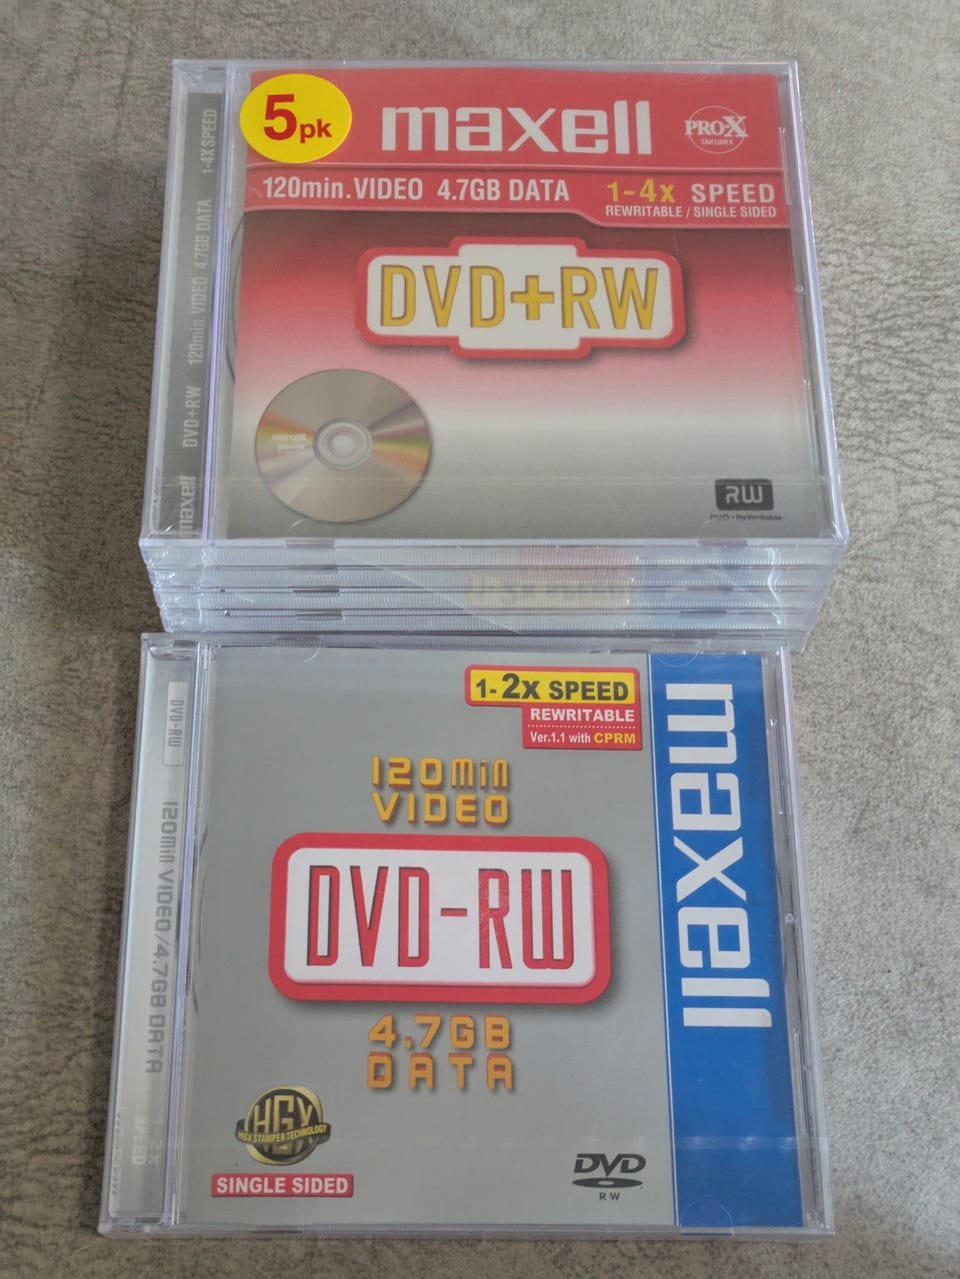 5pk
maxell
PRO-X
TAKUMIX
120min.VIDEO 4.7GB DATA
1-4x SPEED
REWRITABLE / SINGLE SIDED
DVD+RW
maxell
RW
DVD+ReWritable
maxell DVD+RW 120min.VIDEO 4.7GB DATA 1-4X SPEED
1-2x SPEED
REWRITABLE
Ver.1.1 with CPRM
120min
VIDEO
DVD-RW
4.7GB
DATA
HGX
HGX STAMPER TECHNOLOGY
SINGLE SIDED
DVD
RW
maxell
DVD-RW
120min VIDEO/4.7GB DATA